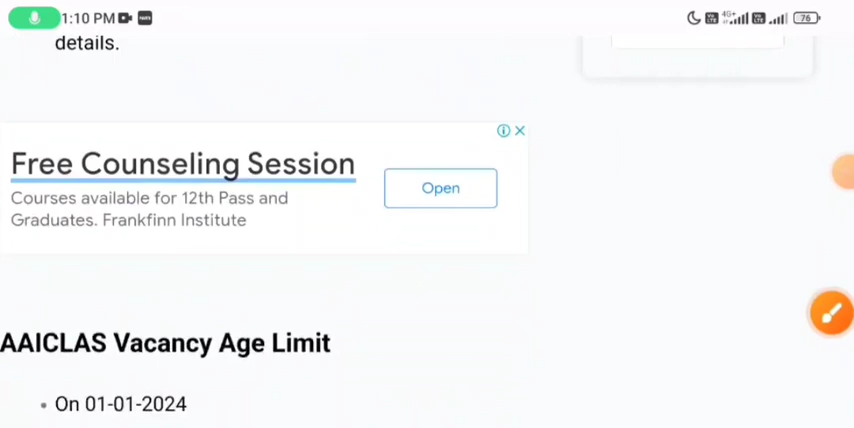 1:10 PM
4G+
76
details.
Free Counseling Session
Courses available for 12th Pass and
Graduates. Frankfinn Institute
Open
AAICLAS Vacancy Age Limit
• On 01-01-2024